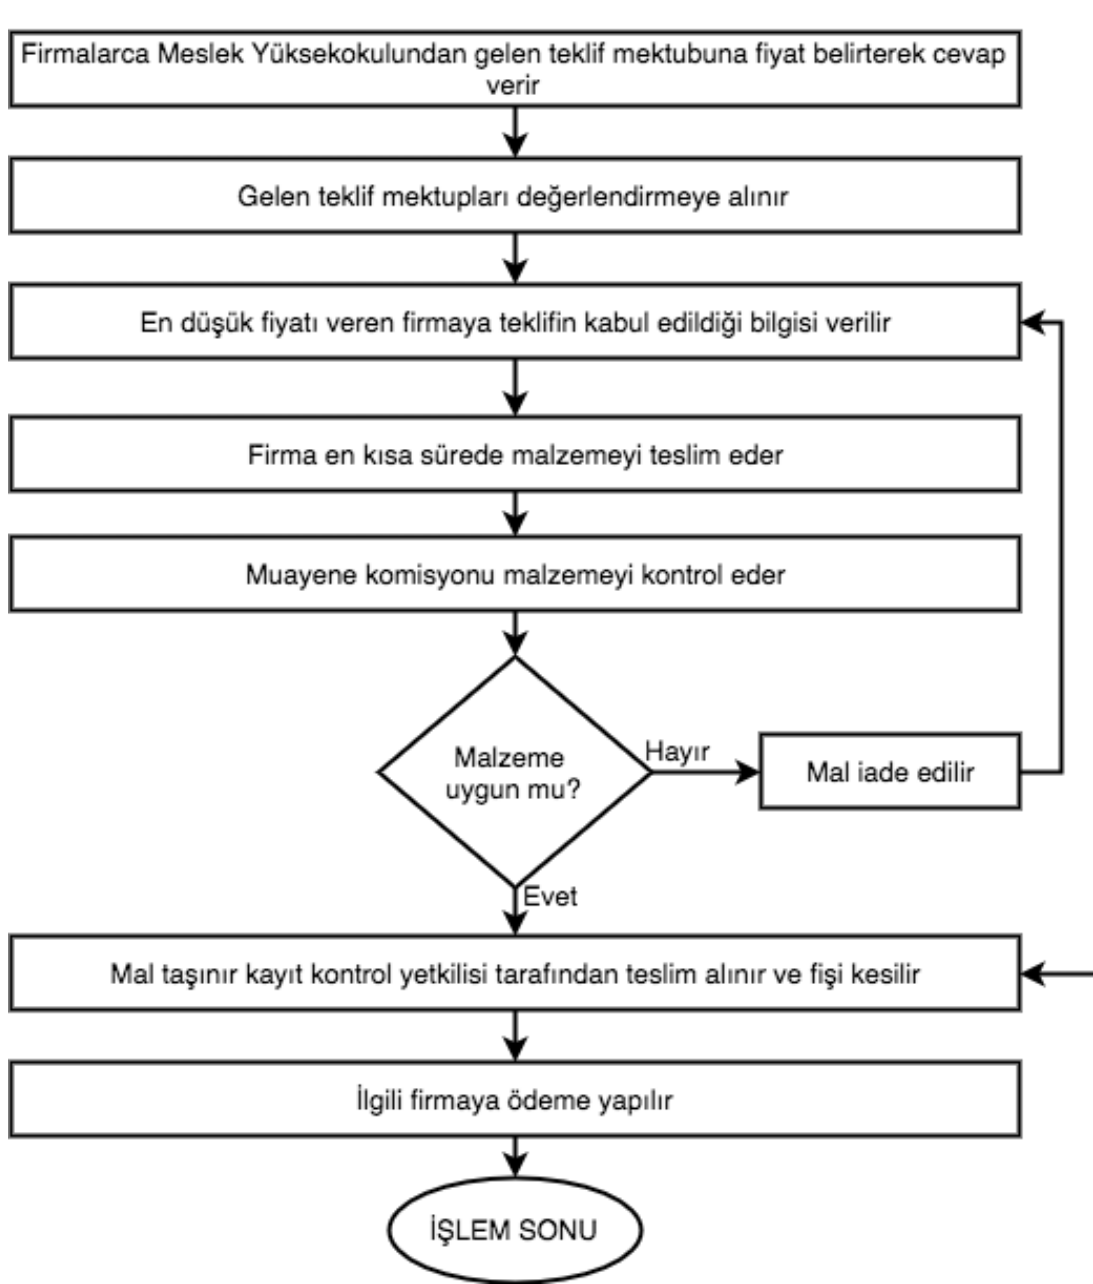 Firmalarca Meslek Yüksekokulundan gelen teklif mektubuna fiyat belirterek cevap
verir
Gelen teklif mektupları değerlendirmeye alınır
En düşük fiyatı veren firmaya teklifin kabul edildiği bilgisi verilir
Firma en kısa sürede malzemeyi teslim eder
Muayene komisyonu malzemeyi kontrol eder
Malzeme
uygun mu?
Hayır
Mal iade edilir
Evet
Mal taşınır kayıt kontrol yetkilisi tarafından teslim alınır ve fişi kesilir
İlgili firmaya ödeme yapılır
İŞLEM SONU